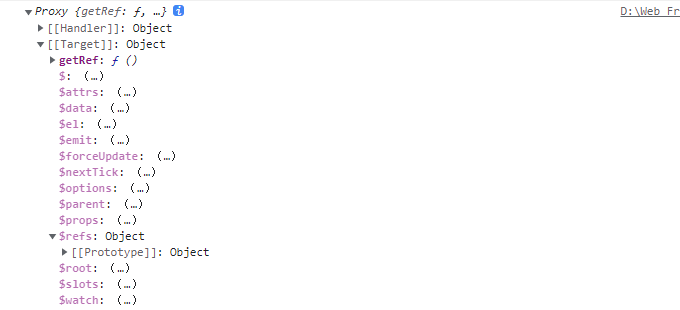 Proxy {getRef: ƒ, …} i D:\Web Fr
[[Handler]]: Object
[[Target]]: Object
getRef: ƒ ()
$: (…)
$attrs: (…)
$data: (…)
$el: (…)
$emit: (…)
$forceUpdate: (…)
$nextTick: (…)
$options: (…)
$parent: (…)
$props: (…)
$refs: Object
[[Prototype]]: Object
$root: (…)
$slots: (…)
$watch: (…)